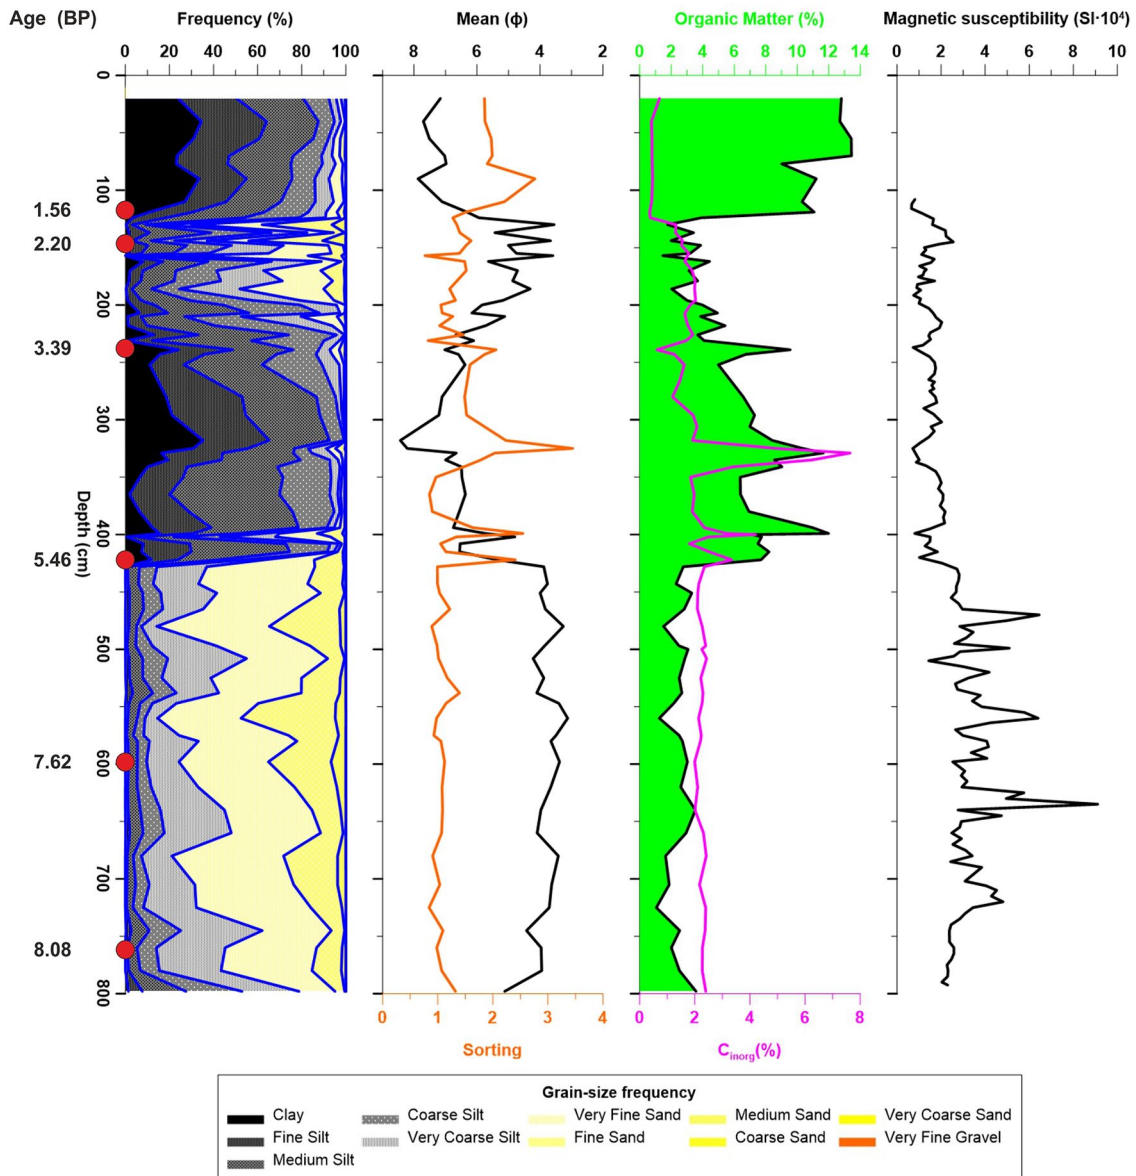 Age (BP) Frequency (%) Mean (ϕ) Organic Matter (%) Magnetic susceptibility (SI·10⁴)
0 20 40 60 80 100 8 6 4 2 0 2 4 6 8 10 12 14 0 2 4 6 8 10
0
100
1.56
2.20
200
3.39
300
Depth (cm)
400
5.46
500
600
7.62
700
8.08
800
0 1 2 3 4 0 2 4 6 8
Sorting C_inorg(%)
Grain-size frequency
Clay Coarse Silt Very Fine Sand Medium Sand Very Coarse Sand
Fine Silt Very Coarse Silt Fine Sand Coarse Sand Very Fine Gravel
Medium Silt